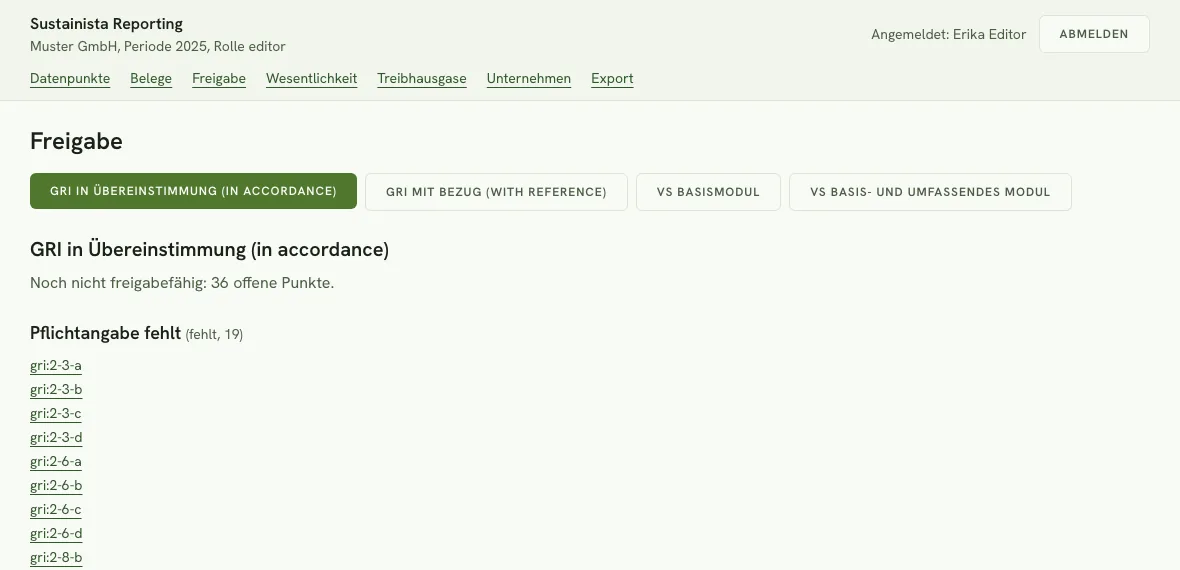 Sustainista Reporting
Muster GmbH, Periode 2025, Rolle editor
Angemeldet: Erika Editor
ABMELDEN
Datenpunkte Belege Freigabe Wesentlichkeit Treibhausgase Unternehmen Export
Freigabe
GRI IN ÜBEREINSTIMMUNG (IN ACCORDANCE) GRI MIT BEZUG (WITH REFERENCE) VS BASISMODUL VS BASIS- UND UMFASSENDES MODUL
GRI in Übereinstimmung (in accordance)
Noch nicht freigabefähig: 36 offene Punkte.
Pflichtangabe fehlt (fehlt, 19)
gri:2-3-a
gri:2-3-b
gri:2-3-c
gri:2-3-d
gri:2-6-a
gri:2-6-b
gri:2-6-c
gri:2-6-d
gri:2-8-b